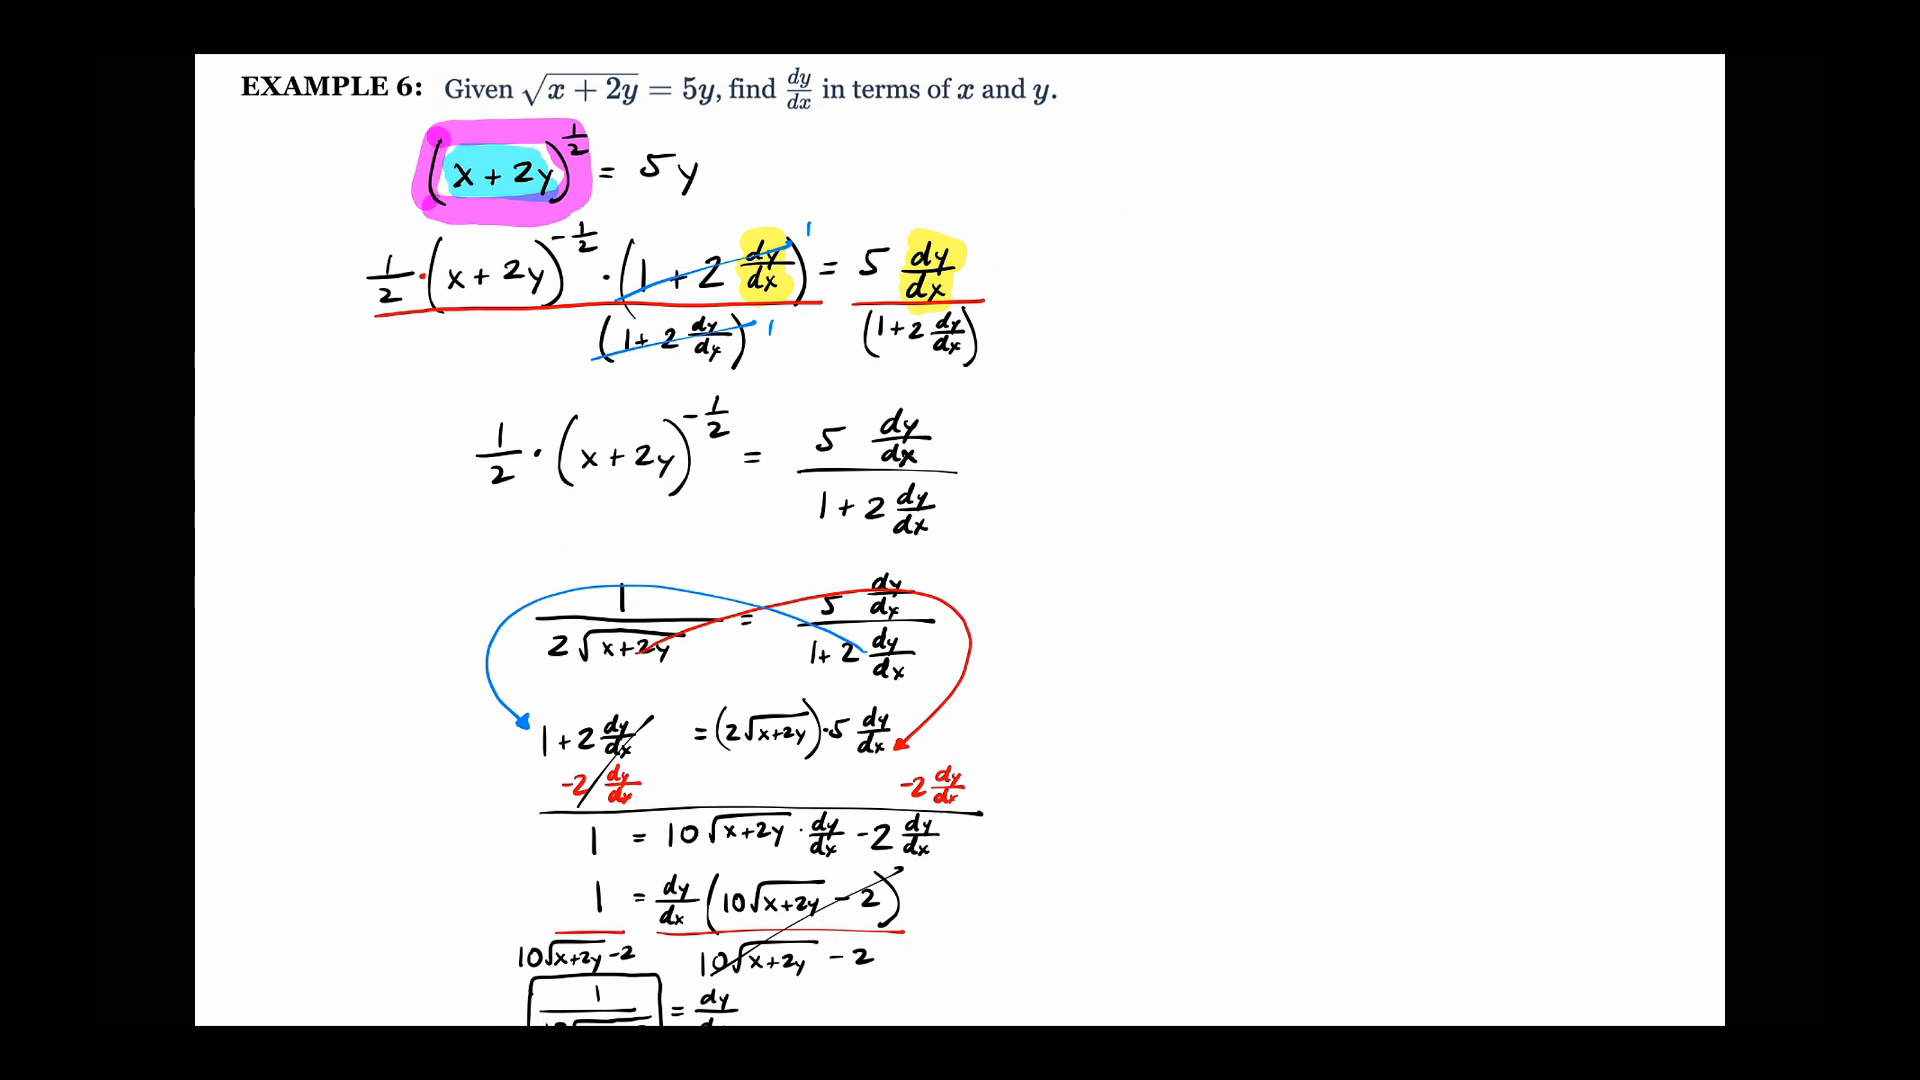 EXAMPLE 6: Given √(x + 2y) = 5y, find dy/dx in terms of x and y.
(x + 2y)^(1/2) = 5y
1/2 · (x + 2y)^(-1/2) · (1 + 2 dy/dx) = 5 dy/dx
(1 + 2 dy/dx) 1 1 (1 + 2 dy/dx)
1/2 · (x + 2y)^(-1/2) = (5 dy/dx)/(1 + 2 dy/dx)
1/(2√(x+2y)) = (5 dy/dx)/(1 + 2 dy/dx)
1 + 2 dy/dx = (2√(x+2y)) · 5 dy/dx
-2 dy/dx -2 dy/dx
1 = 10√(x+2y) · dy/dx - 2 dy/dx
1 = dy/dx (10√(x+2y) - 2)
10√(x+2y) - 2 10√(x+2y) - 2
1 = dy